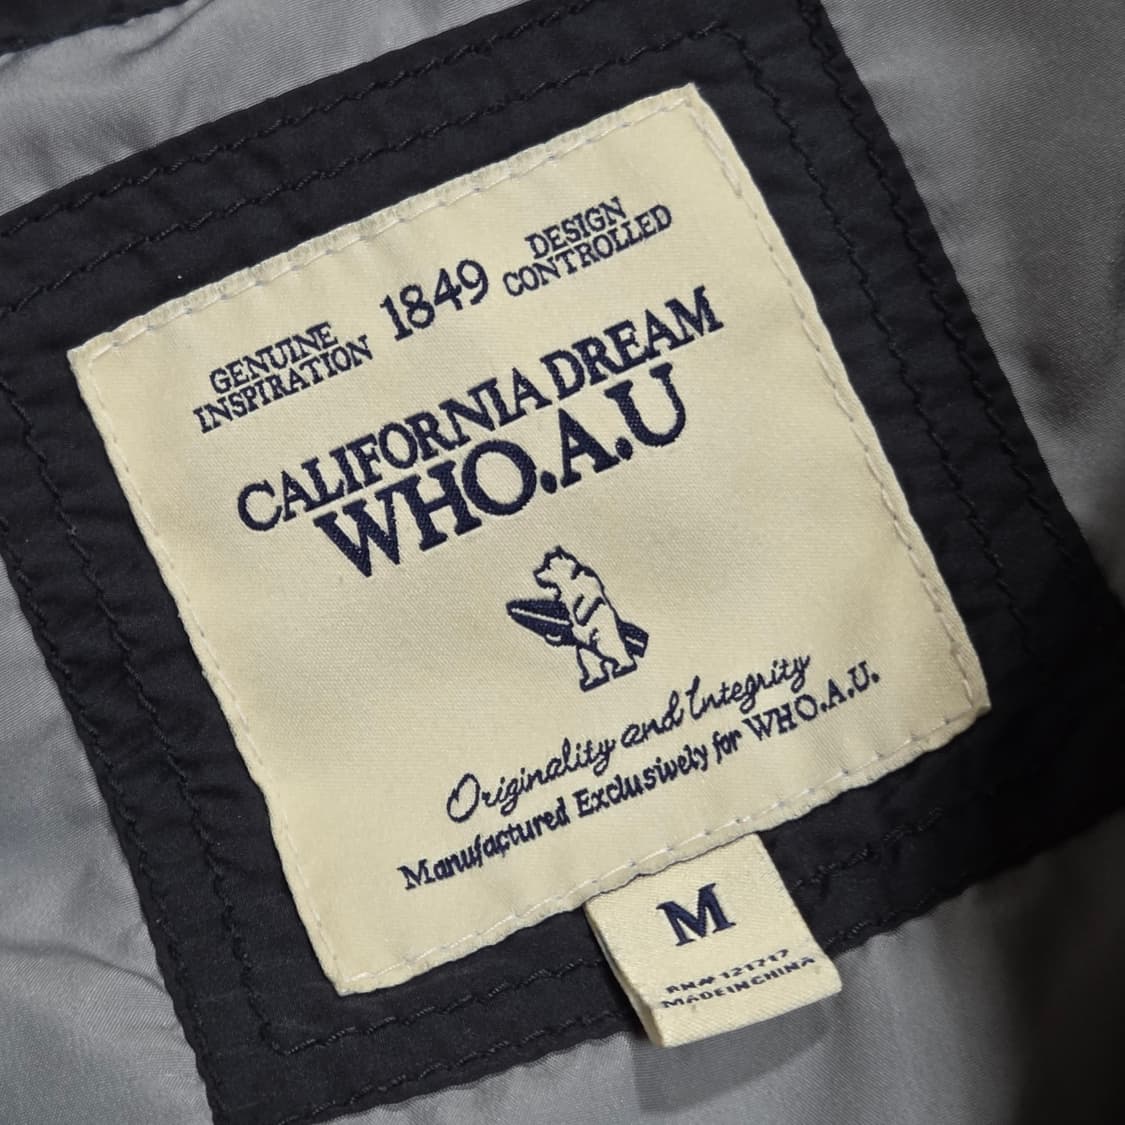 GENUINE
INSPIRATION
1849
DESIGN
CONTROLLED
CALIFORNIA DREAM
WHO.A.U
Originality and Integrity
Manufactured Exclusively for WHO.A.U.
M
RN# 121717
MADE IN CHINA